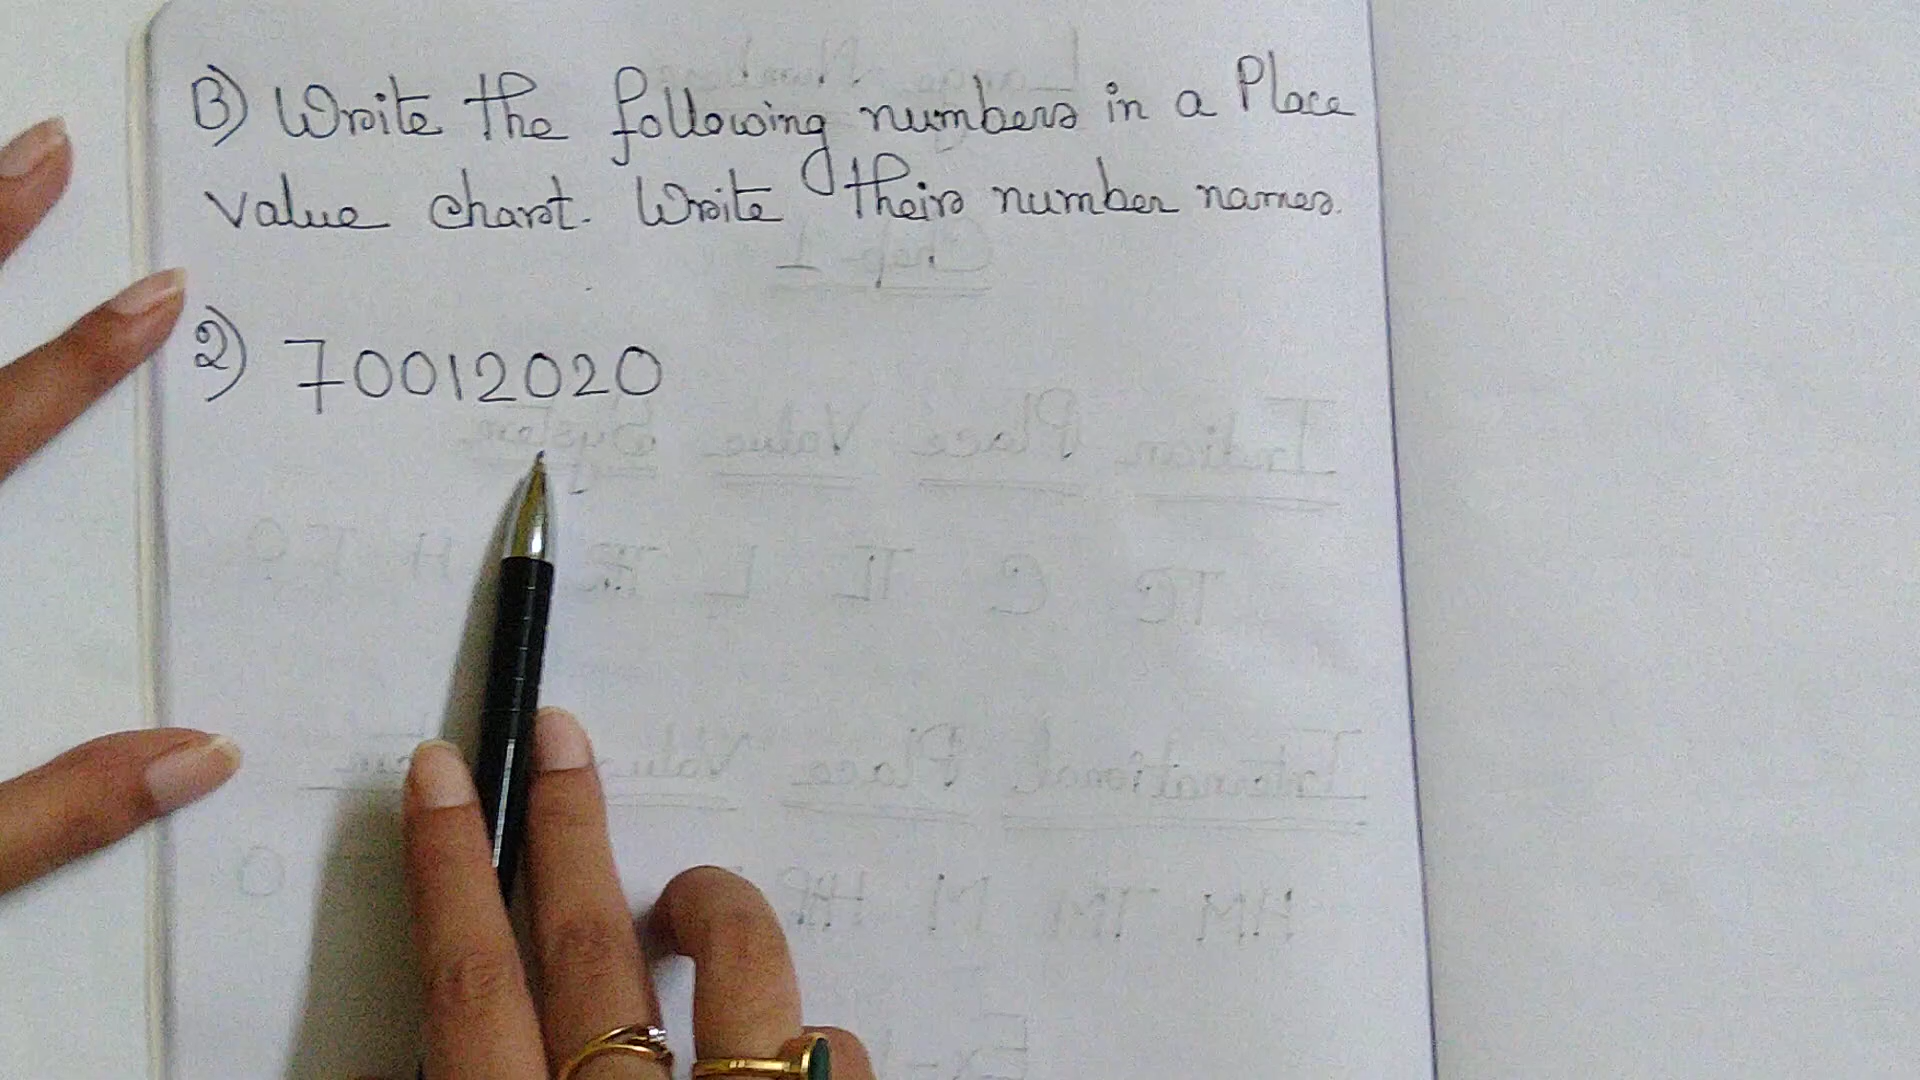 B) Write the following numbers in a Place
value chart. Write their number names.
2) 70012020